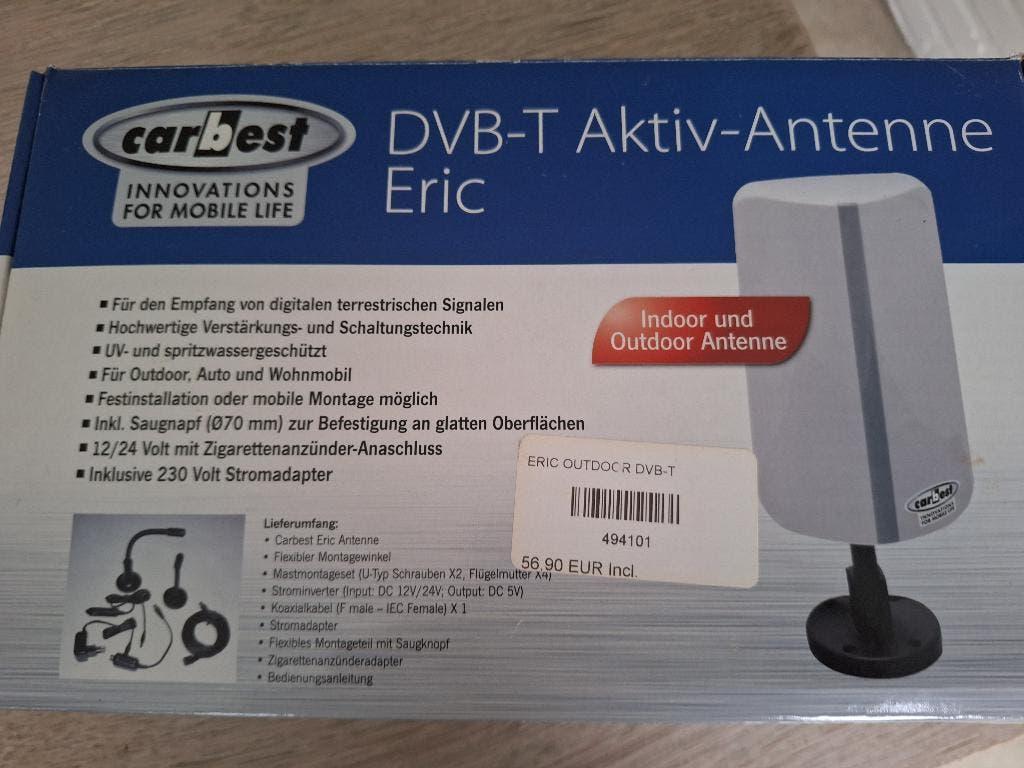 carbest
INNOVATIONS
FOR MOBILE LIFE
DVB-T Aktiv-Antenne
Eric
▪ Für den Empfang von digitalen terrestrischen Signalen
▪ Hochwertige Verstärkungs- und Schaltungstechnik
▪ UV- und spritzwassergeschützt
▪ Für Outdoor, Auto und Wohnmobil
▪ Festinstallation oder mobile Montage möglich
▪ Inkl. Saugnapf (Ø70 mm) zur Befestigung an glatten Oberflächen
▪ 12/24 Volt mit Zigarettenanzünder-Anaschluss
▪ Inklusive 230 Volt Stromadapter
Indoor und
Outdoor Antenne
ERIC OUTDOOR DVB-T
494101
56,90 EUR Incl.
Lieferumfang:
• Carbest Eric Antenne
• Flexibler Montagewinkel
• Mastmontageset (U-Typ Schrauben X2, Flügelmutter X4)
• Strominverter (Input: DC 12V/24V; Output: DC 5V)
• Koaxialkabel (F male – IEC Female) X 1
• Stromadapter
• Flexibles Montageteil mit Saugknopf
• Zigarettenanzünderadapter
• Bedienungsanleitung
carbest
INNOVATIONS
FOR MOBILE LIFE